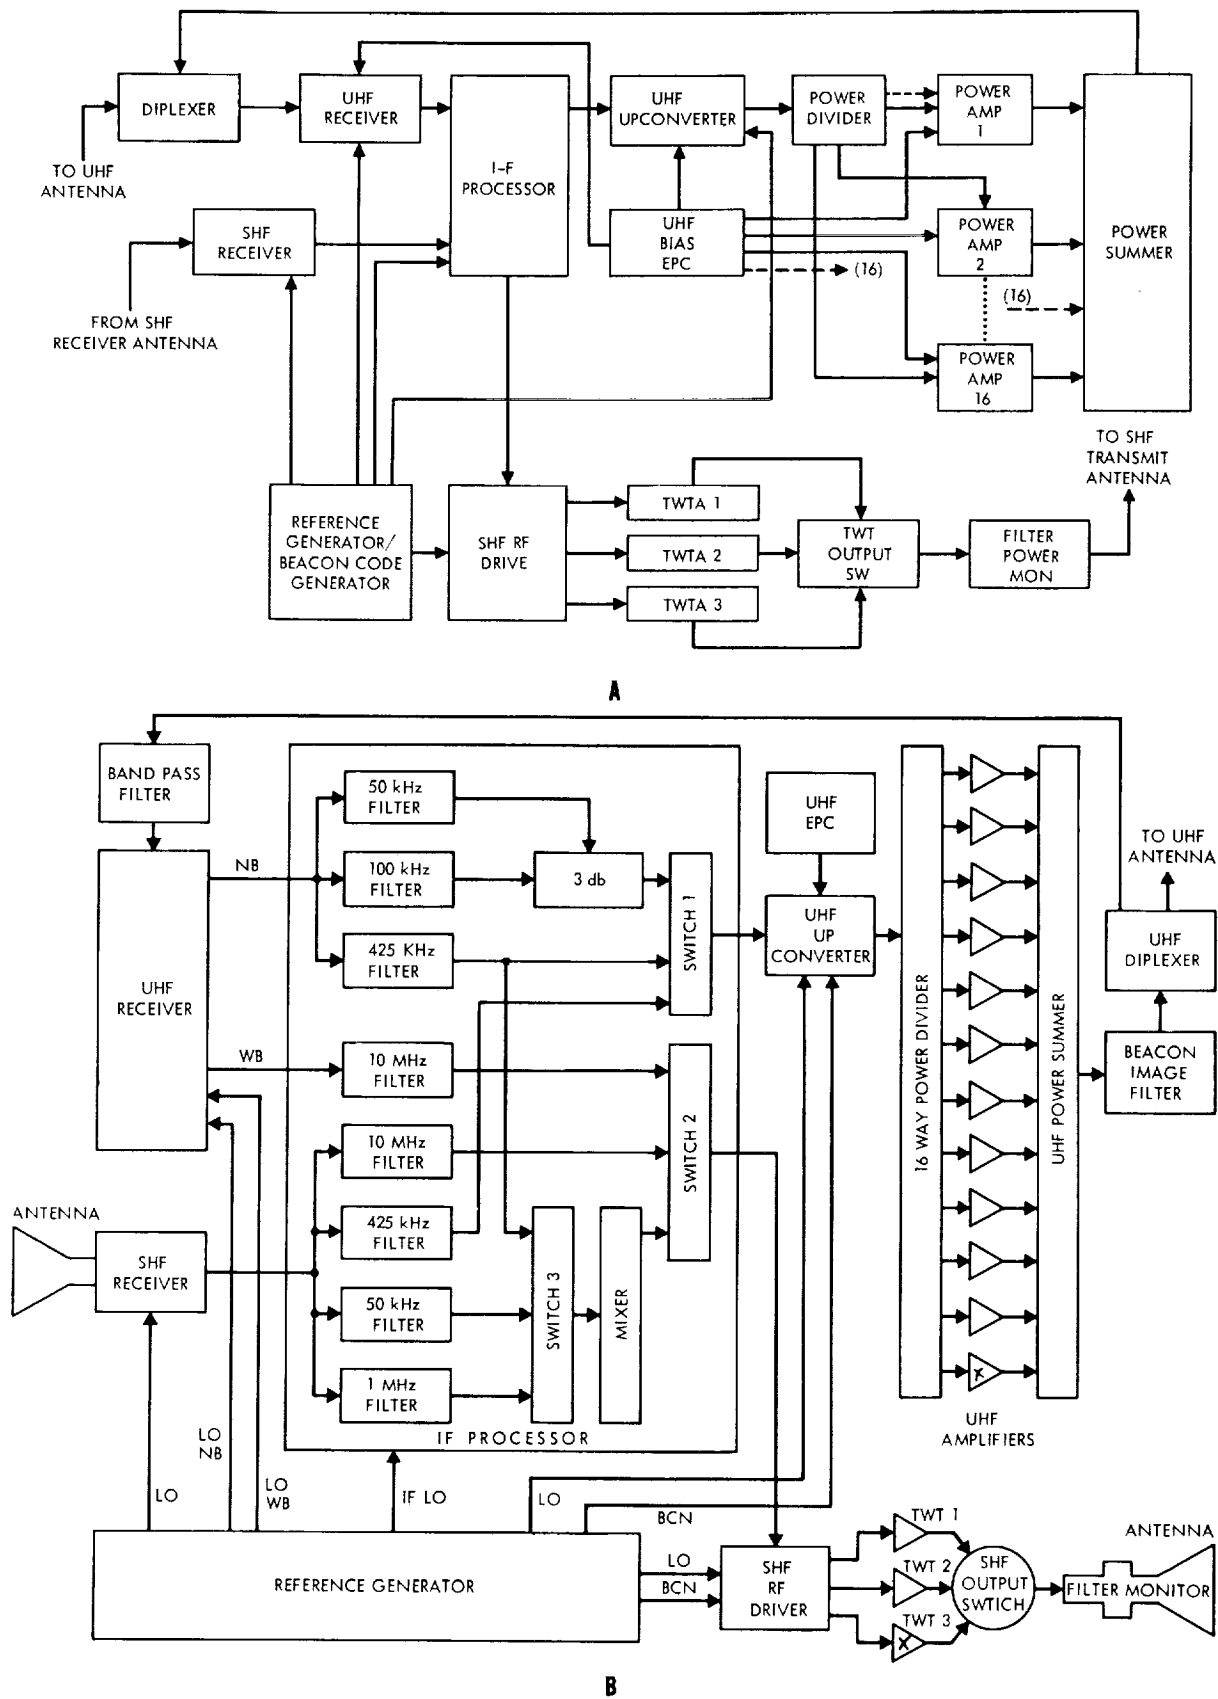 DIPLEXER
UHF
RECEIVER
I-F
PROCESSOR
UHF
UPCONVERTER
POWER
DIVIDER
POWER
AMP
1
TO UHF
ANTENNA
SHF
RECEIVER
UHF
BIAS
EPC
(16)
POWER
AMP
2
(16)
POWER
SUMMER
FROM SHF
RECEIVER ANTENNA
POWER
AMP
16
TO SHF
TRANSMIT
ANTENNA
REFERENCE
GENERATOR/
BEACON CODE
GENERATOR
SHF RF
DRIVE
TWTA 1
TWTA 2
TWTA 3
TWT
OUTPUT
SW
FILTER
POWER
MON
A
BAND PASS
FILTER
50 kHz
FILTER
UHF
EPC
TO UHF
ANTENNA
NB
100 kHz
FILTER
3 db
SWITCH 1
UHF
UP
CONVERTER
425 KHz
FILTER
UHF
RECEIVER
UHF
DIPLEXER
WB
10 MHz
FILTER
SWITCH 2
16 WAY POWER DIVIDER
UHF POWER SUMMER
BEACON
IMAGE
FILTER
10 MHz
FILTER
ANTENNA
425 kHz
FILTER
SHF
RECEIVER
50 kHz
FILTER
SWITCH 3
MIXER
1 MHz
FILTER
x
IF PROCESSOR
UHF
AMPLIFIERS
LO
LO
NB
LO
WB
IF LO
LO
BCN
REFERENCE GENERATOR
LO
BCN
SHF
RF
DRIVER
TWT 1
TWT 2
TWT 3
x
SHF
OUTPUT
SWTICH
ANTENNA
FILTER MONITOR
B